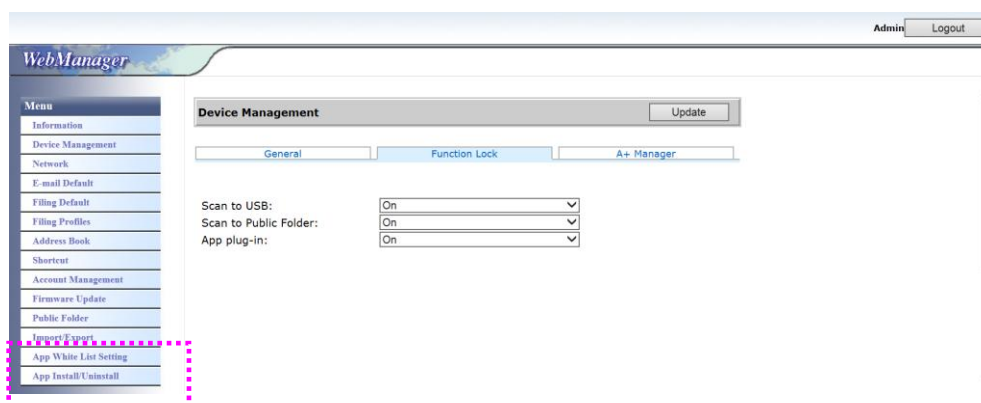 Admin Logout
WebManager
Menu
Information
Device Management
Network
E-mail Default
Filing Default
Filing Profiles
Address Book
Shortcut
Account Management
Firmware Update
Public Folder
Import/Export
App White List Setting
App Install/Uninstall
Device Management Update
General Function Lock A+ Manager
Scan to USB: On
Scan to Public Folder: On
App plug-in: On